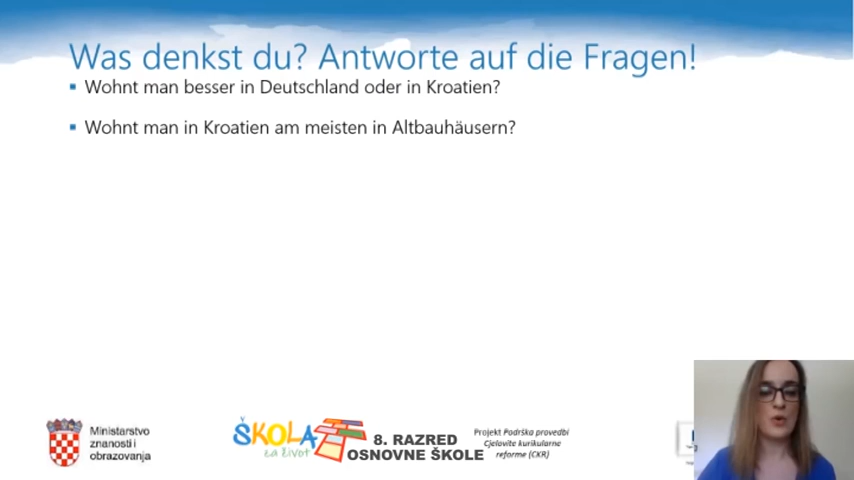 Was denkst du? Antworte auf die Fragen!
Wohnt man besser in Deutschland oder in Kroatien?
Wohnt man in Kroatien am meisten in Altbauhäusern?
Ministarstvo
znanosti i
obrazovanja
ŠKOLA
za život
8. RAZRED
OSNOVNE ŠKOLE
Projekt Podrška provedbi
Cjelovite kurikularne
reforme (CKR)